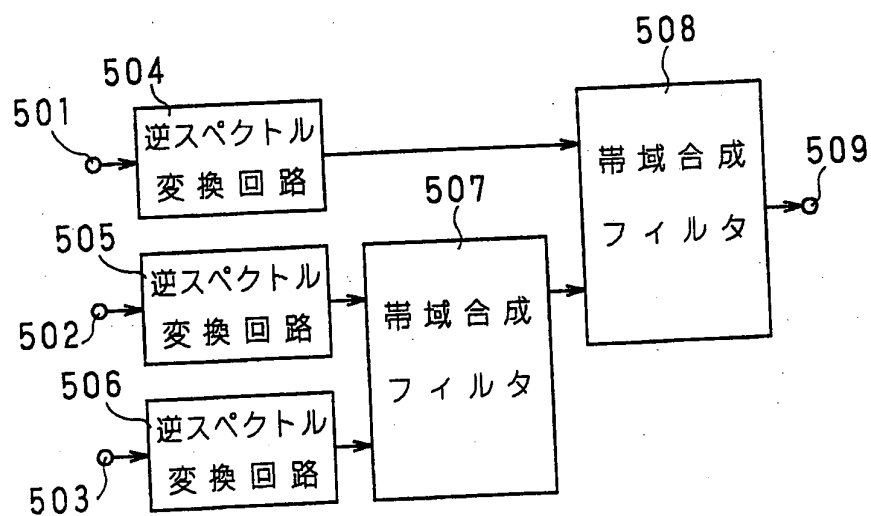 508
504
501
逆スペクトル
変換回路
帯域合成
フィルタ
509
507
505
502
逆スペクトル
変換回路
帯域合成
フィルタ
506
503
逆スペクトル
変換回路